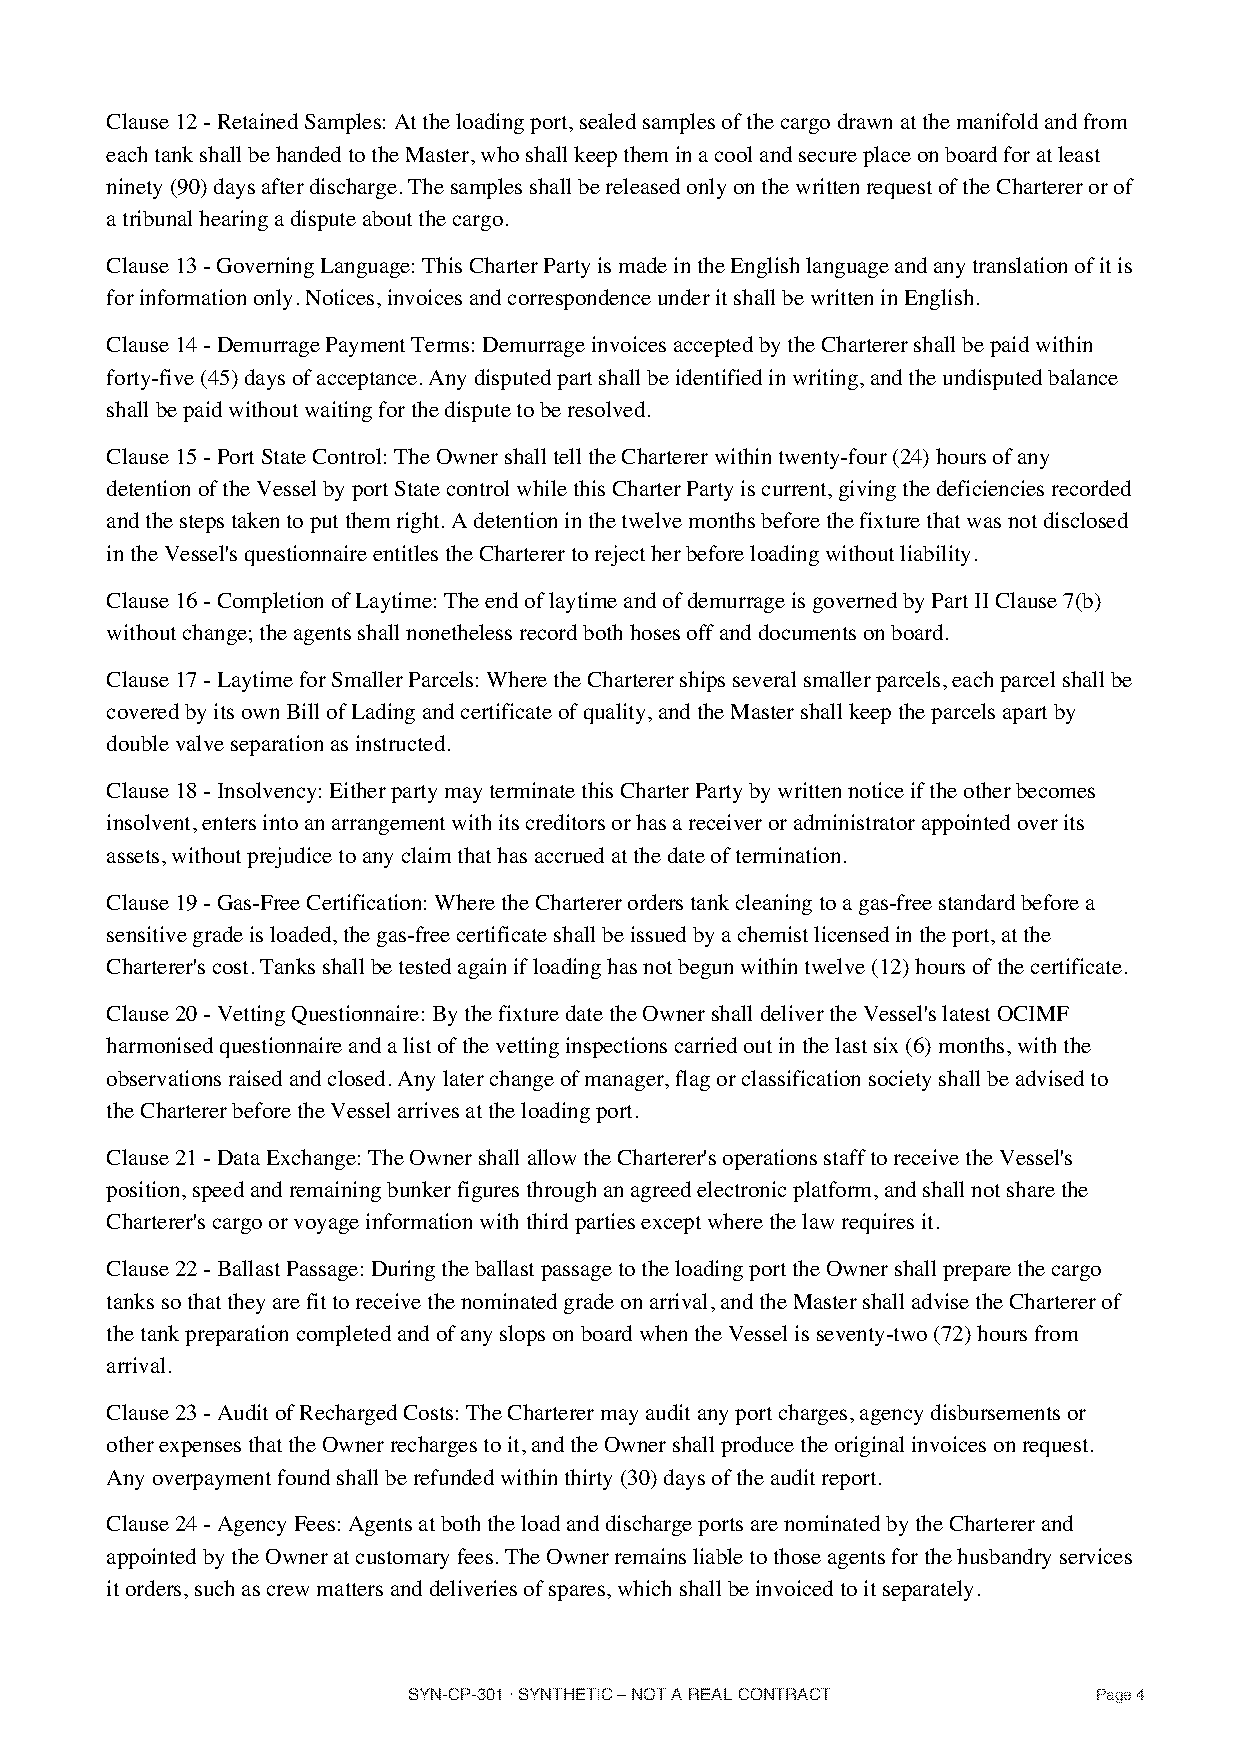 Clause 12 - Retained Samples: At the loading port, sealed samples of the cargo drawn at the manifold and from
each tank shall be handed to the Master, who shall keep them in a cool and secure place on board for at least
ninety (90) days after discharge. The samples shall be released only on the written request of the Charterer or of
a tribunal hearing a dispute about the cargo.
Clause 13 - Governing Language: This Charter Party is made in the English language and any translation of it is
for information only. Notices, invoices and correspondence under it shall be written in English.
Clause 14 - Demurrage Payment Terms: Demurrage invoices accepted by the Charterer shall be paid within
forty-five (45) days of acceptance. Any disputed part shall be identified in writing, and the undisputed balance
shall be paid without waiting for the dispute to be resolved.
Clause 15 - Port State Control: The Owner shall tell the Charterer within twenty-four (24) hours of any
detention of the Vessel by port State control while this Charter Party is current, giving the deficiencies recorded
and the steps taken to put them right. A detention in the twelve months before the fixture that was not disclosed
in the Vessel's questionnaire entitles the Charterer to reject her before loading without liability.
Clause 16 - Completion of Laytime: The end of laytime and of demurrage is governed by Part II Clause 7(b)
without change; the agents shall nonetheless record both hoses off and documents on board.
Clause 17 - Laytime for Smaller Parcels: Where the Charterer ships several smaller parcels, each parcel shall be
covered by its own Bill of Lading and certificate of quality, and the Master shall keep the parcels apart by
double valve separation as instructed.
Clause 18 - Insolvency: Either party may terminate this Charter Party by written notice if the other becomes
insolvent, enters into an arrangement with its creditors or has a receiver or administrator appointed over its
assets, without prejudice to any claim that has accrued at the date of termination.
Clause 19 - Gas-Free Certification: Where the Charterer orders tank cleaning to a gas-free standard before a
sensitive grade is loaded, the gas-free certificate shall be issued by a chemist licensed in the port, at the
Charterer's cost. Tanks shall be tested again if loading has not begun within twelve (12) hours of the certificate.
Clause 20 - Vetting Questionnaire: By the fixture date the Owner shall deliver the Vessel's latest OCIMF
harmonised questionnaire and a list of the vetting inspections carried out in the last six (6) months, with the
observations raised and closed. Any later change of manager, flag or classification society shall be advised to
the Charterer before the Vessel arrives at the loading port.
Clause 21 - Data Exchange: The Owner shall allow the Charterer's operations staff to receive the Vessel's
position, speed and remaining bunker figures through an agreed electronic platform, and shall not share the
Charterer's cargo or voyage information with third parties except where the law requires it.
Clause 22 - Ballast Passage: During the ballast passage to the loading port the Owner shall prepare the cargo
tanks so that they are fit to receive the nominated grade on arrival, and the Master shall advise the Charterer of
the tank preparation completed and of any slops on board when the Vessel is seventy-two (72) hours from
arrival.
Clause 23 - Audit of Recharged Costs: The Charterer may audit any port charges, agency disbursements or
other expenses that the Owner recharges to it, and the Owner shall produce the original invoices on request.
Any overpayment found shall be refunded within thirty (30) days of the audit report.
Clause 24 - Agency Fees: Agents at both the load and discharge ports are nominated by the Charterer and
appointed by the Owner at customary fees. The Owner remains liable to those agents for the husbandry services
it orders, such as crew matters and deliveries of spares, which shall be invoiced to it separately.
SYN-CP-301 · SYNTHETIC – NOT A REAL CONTRACT
Page 4